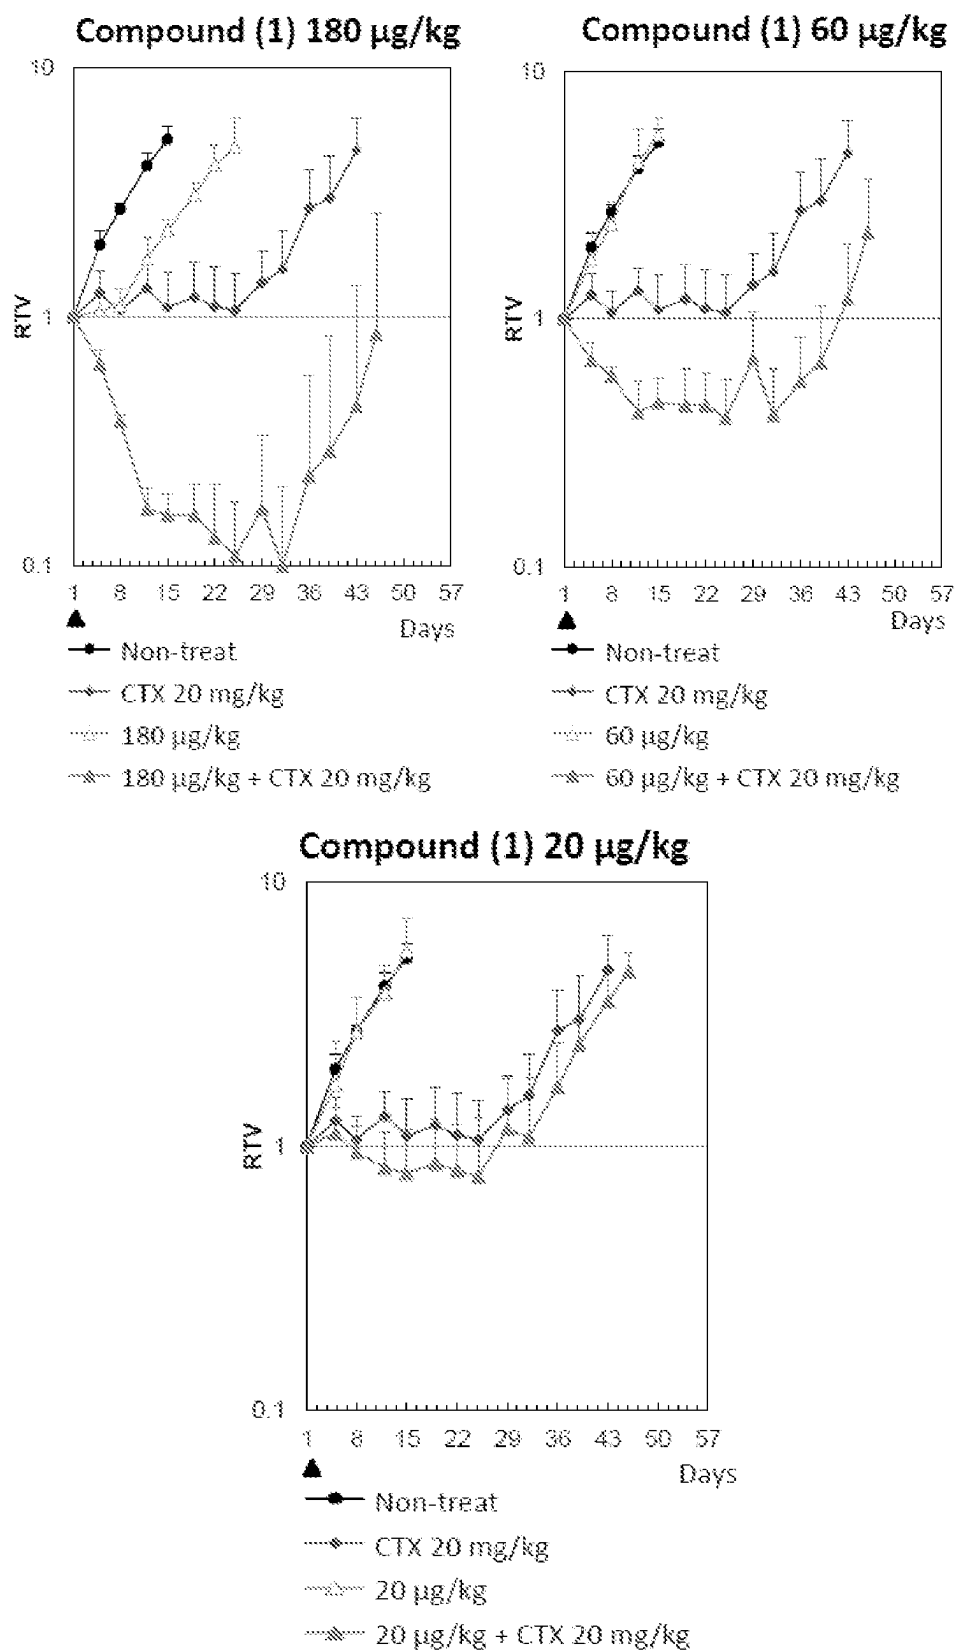 Compound (1) 180 µg/kg
10
RTV
1
0.1
1 8 15 22 29 36 43 50 57
Days
Non-treat
CTX 20 mg/kg
180 µg/kg
180 µg/kg + CTX 20 mg/kg
Compound (1) 60 µg/kg
10
RTV
1
0.1
1 8 15 22 29 36 43 50 57
Days
Non-treat
CTX 20 mg/kg
60 µg/kg
60 µg/kg + CTX 20 mg/kg
Compound (1) 20 µg/kg
10
RTV
1
0.1
1 8 15 22 29 36 43 50 57
Days
Non-treat
CTX 20 mg/kg
20 µg/kg
20 µg/kg + CTX 20 mg/kg